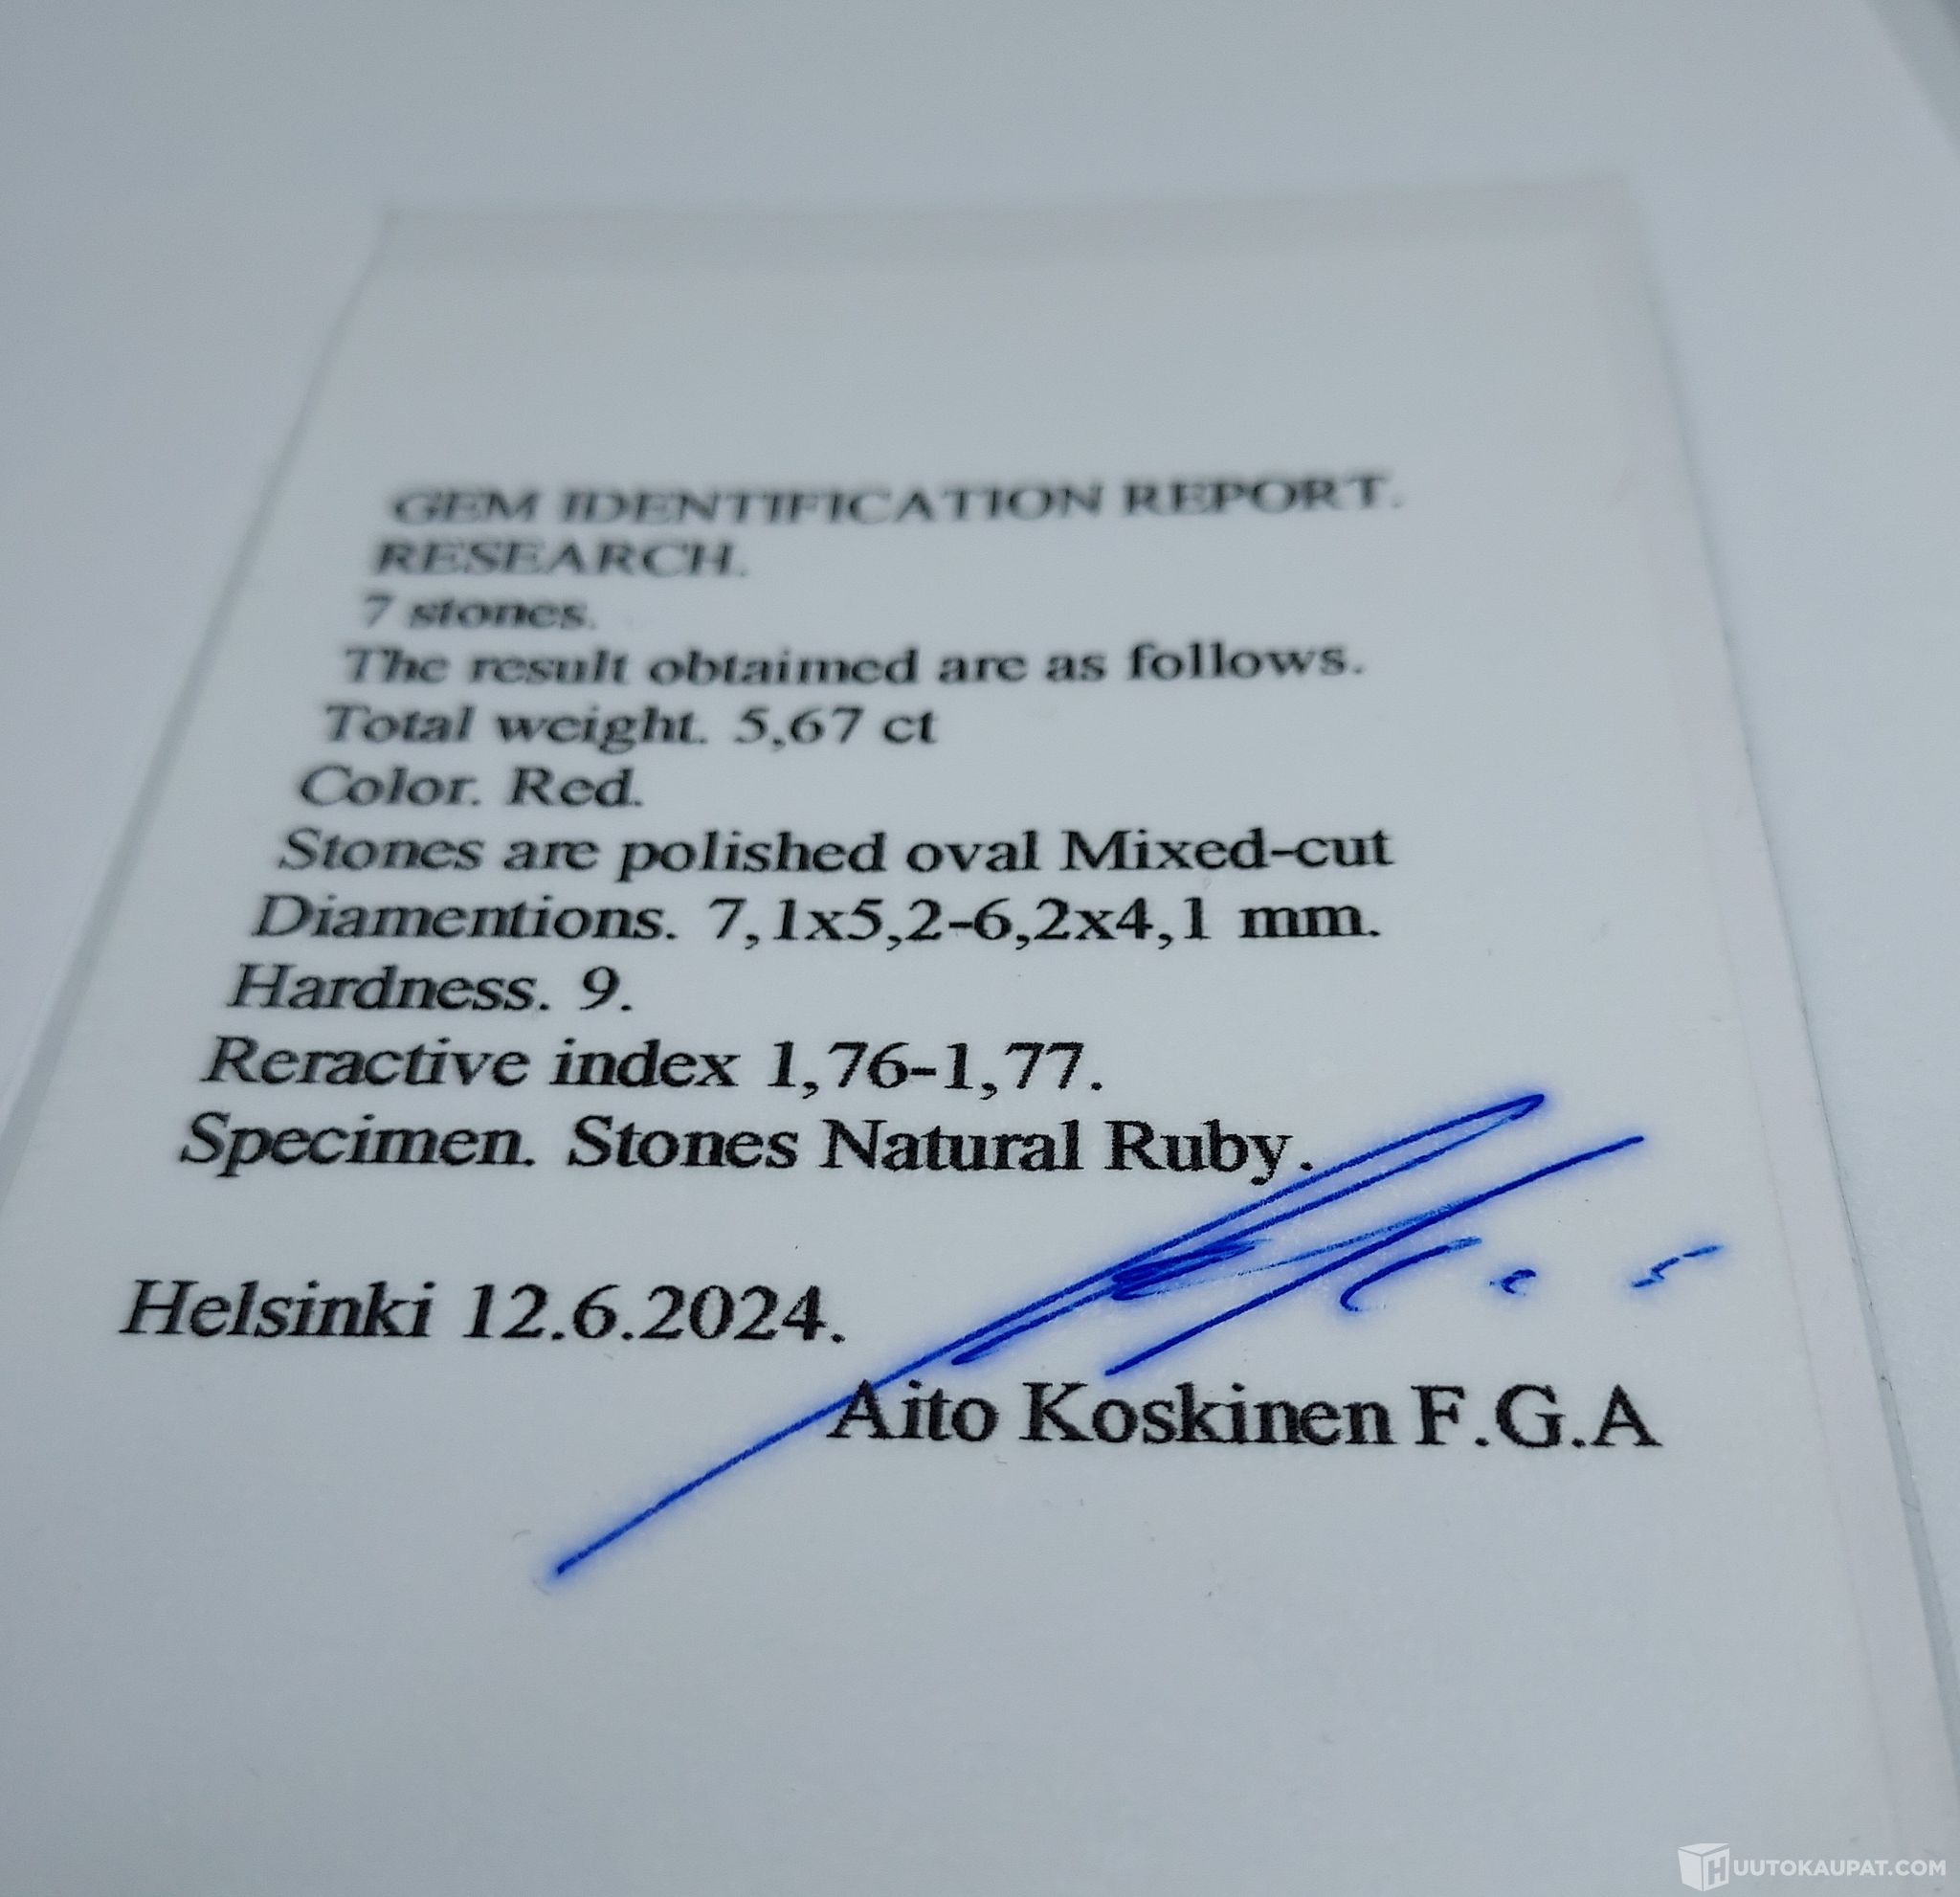 GEM IDENTIFICATION REPORT.
RESEARCH.
7 stones.
The result obtaimed are as follows.
Total weight. 5,67 ct
Color. Red.
Stones are polished oval Mixed-cut
Diamentions. 7,1x5,2-6,2x4,1 mm.
Hardness. 9.
Reractive index 1,76-1,77.
Specimen. Stones Natural Ruby.
Helsinki 12.6.2024.
Aito Koskinen F.G.A
HUUTOKAUPAT.COM